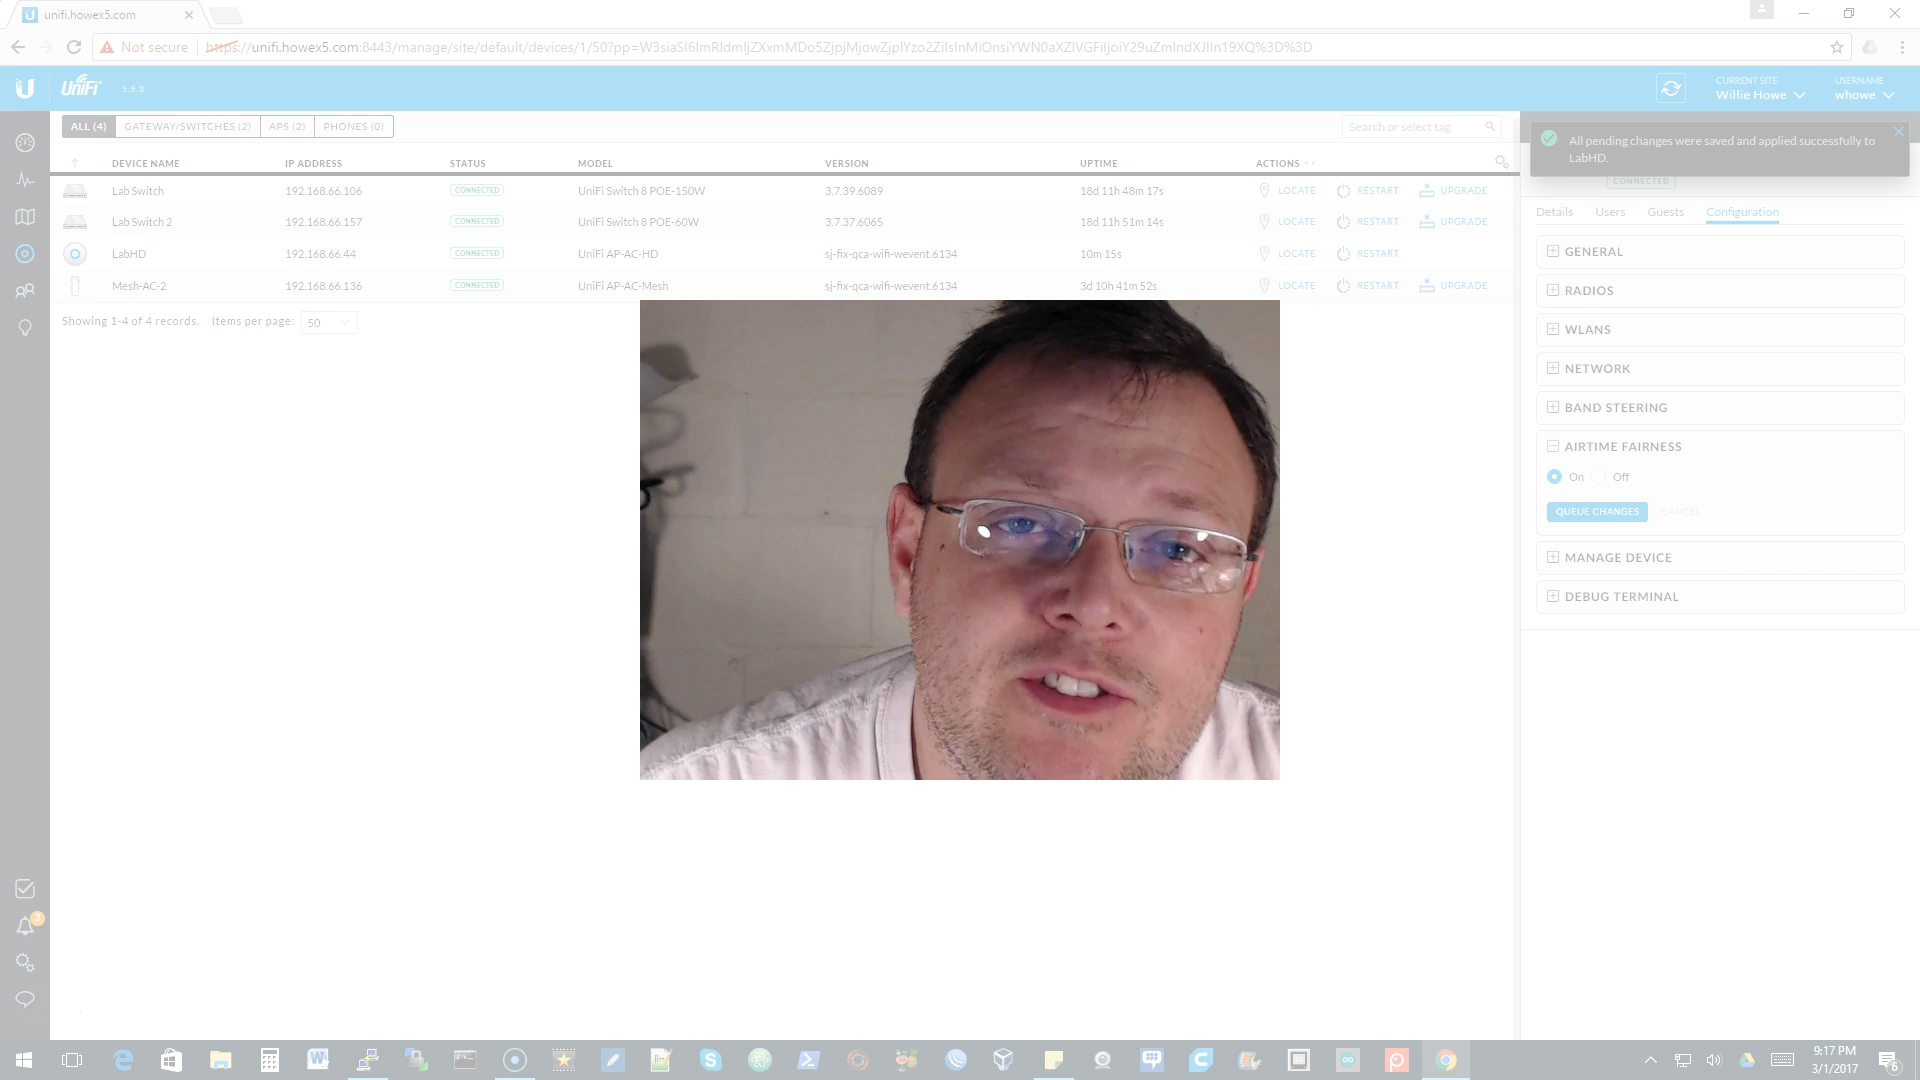 unifi.howex5.com
Not secure
https://unifi.howex5.com:8443/manage/site/default/devices/1/50?pp=
UniFi 5.5.3
CURRENT SITE
Willie Howe
USERNAME
whowe
ALL (4) GATEWAY/SWITCHES (2) APS (2) PHONES (0)
Search or select tag
DEVICE NAME IP ADDRESS STATUS MODEL VERSION UPTIME ACTIONS
Lab Switch 192.168.66.106 CONNECTED UniFi Switch 8 POE-150W 3.7.39.6089 18d 11h 48m 17s LOCATE RESTART UPGRADE
Lab Switch 2 192.168.66.157 CONNECTED UniFi Switch 8 POE-60W 3.7.37.6065 18d 11h 51m 14s LOCATE RESTART UPGRADE
LabHD 192.168.66.44 CONNECTED UniFi AP-AC-HD sj-fix-qca-wifi-wevent.6134 10m 15s LOCATE RESTART
Mesh-AC-2 192.168.66.136 CONNECTED UniFi AP-AC-Mesh sj-fix-qca-wifi-wevent.6134 3d 10h 41m 52s LOCATE RESTART UPGRADE
Showing 1-4 of 4 records. Items per page: 50
All pending changes were saved and applied successfully to
LabHD.
CONNECTED
Details Users Guests Configuration
GENERAL
RADIOS
WLANS
NETWORK
BAND STEERING
AIRTIME FAIRNESS
On Off
QUEUE CHANGES CANCEL
MANAGE DEVICE
DEBUG TERMINAL
3
9:17 PM
3/1/2017
6